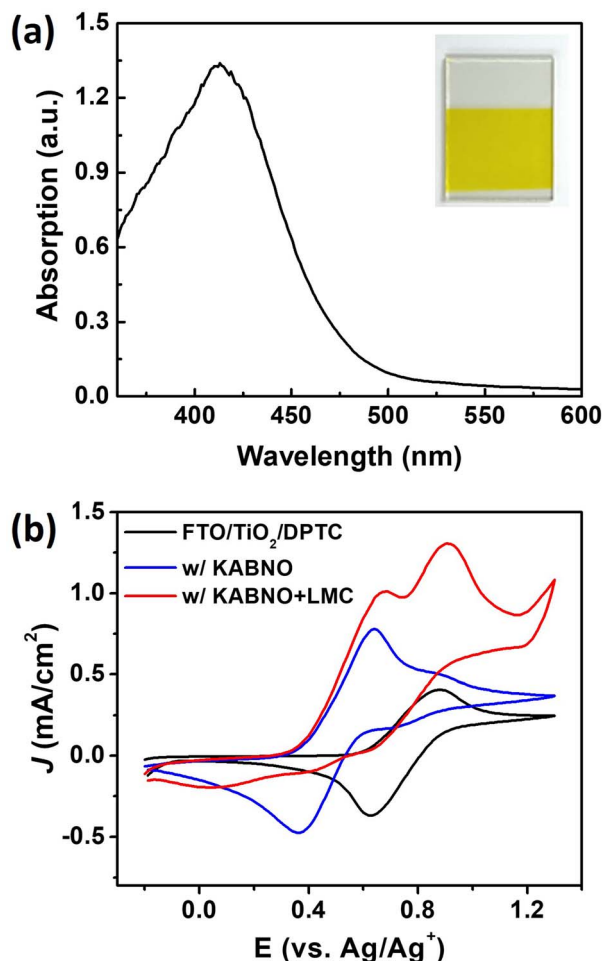 (a)
Absorption (a.u.)
1.5
1.2
0.9
0.6
0.3
0.0
400
450
500
550
600
Wavelength (nm)
(b)
J (mA/cm²)
1.5
1.0
0.5
0.0
-0.5
FTO/TiO₂/DPTC
w/ KABNO
w/ KABNO+LMC
0.0
0.4
0.8
1.2
E (vs. Ag/Ag⁺)